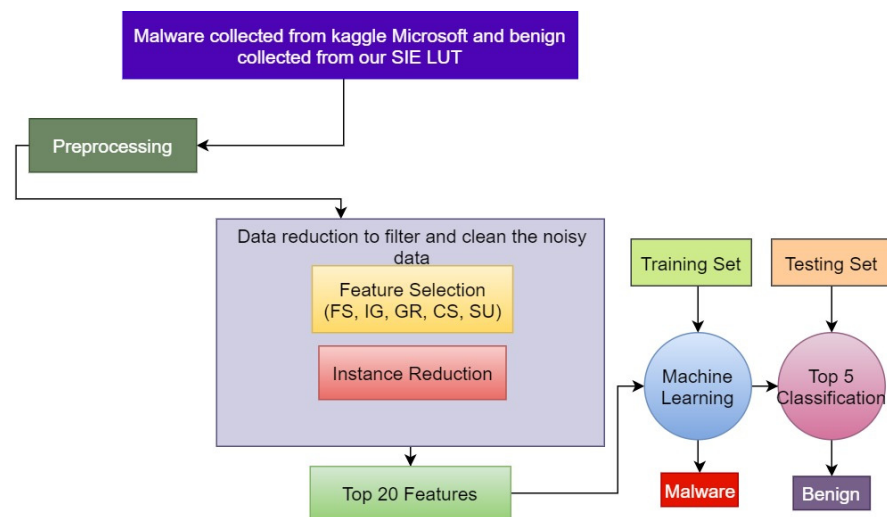 Malware collected from kaggle Microsoft and benign
collected from our SIE LUT
Preprocessing
Data reduction to filter and clean the noisy
data
Feature Selection
(FS, IG, GR, CS, SU)
Instance Reduction
Top 20 Features
Training Set
Testing Set
Machine
Learning
Top 5
Classification
Malware
Benign